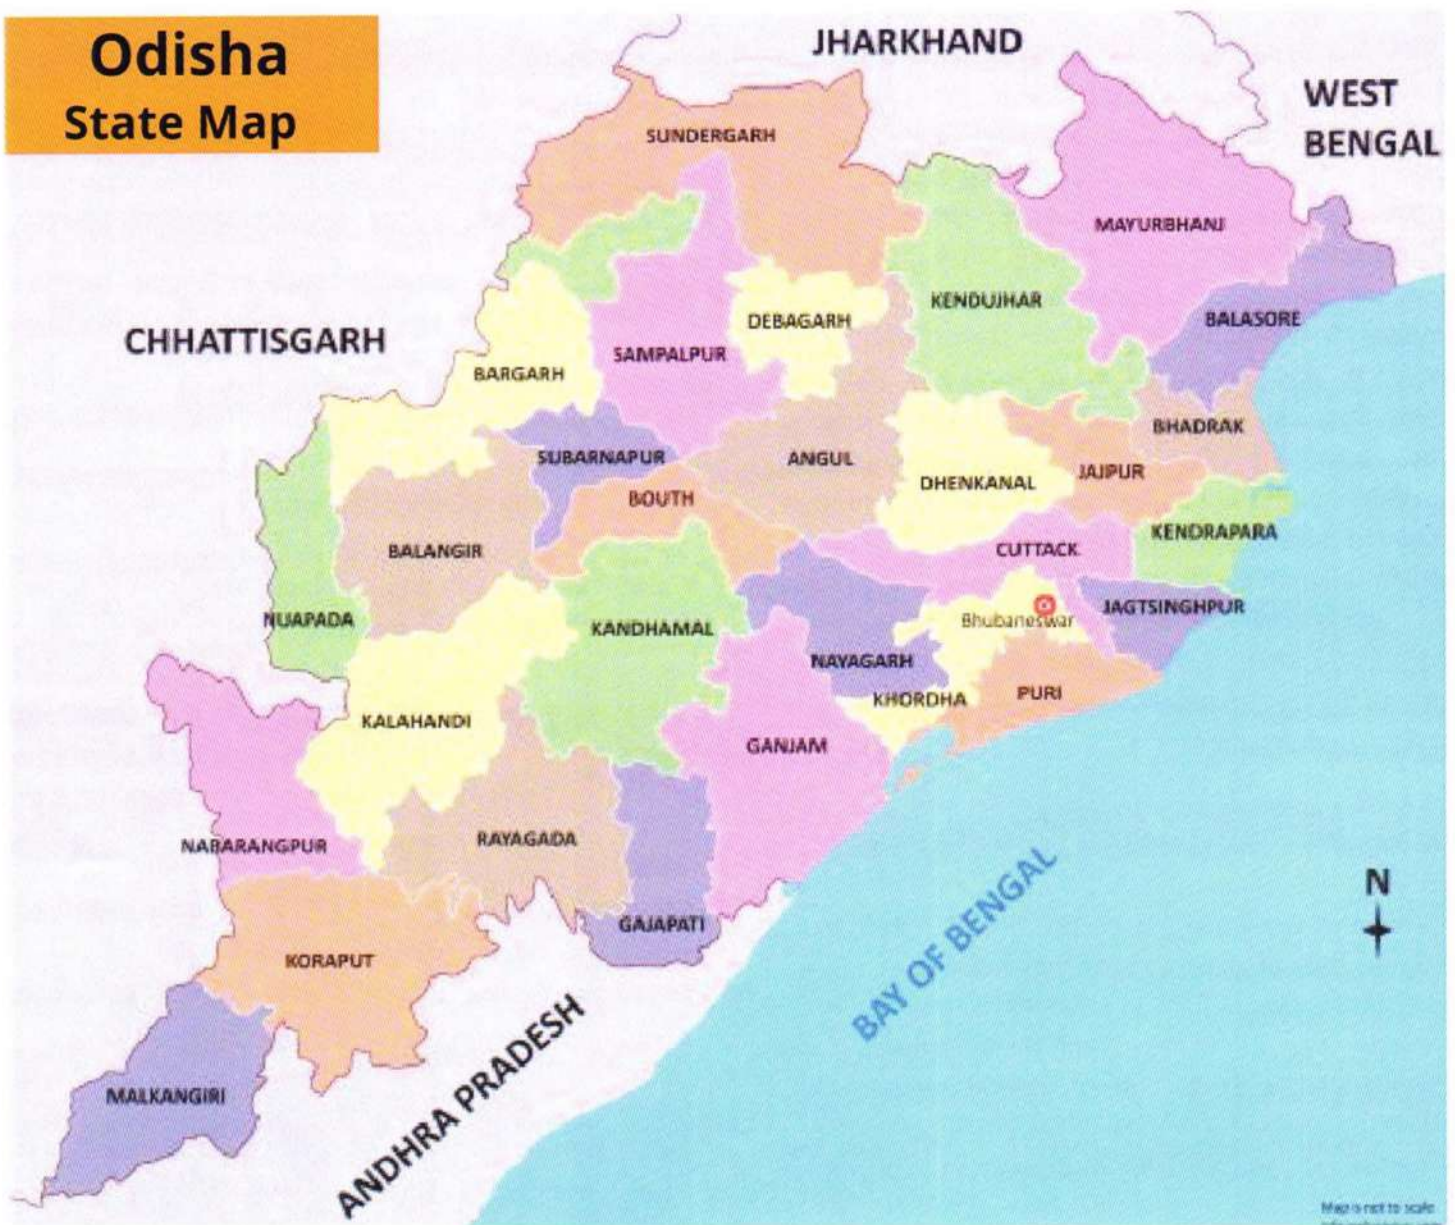 Odisha
State Map
JHARKHAND
WEST
BENGAL
SUNDERGARH
MAYURBHANJ
KENDUJHAR
BALASORE
DEBAGARH
CHHATTISGARH
SAMPALPUR
BARGARH
BHADRAK
SUBARNAPUR
ANGUL
JAJPUR
DHENKANAL
BOUTH
KENDRAPARA
BALANGIR
CUTTACK
JAGTSINGHPUR
NUAPADA
Bhubaneswar
KANDHAMAL
NAYAGARH
PURI
KHORDHA
KALAHANDI
GANJAM
RAYAGADA
NABARANGPUR
N
GAJAPATI
BAY OF BENGAL
KORAPUT
ANDHRA PRADESH
MALKANGIRI
Map is not to scale